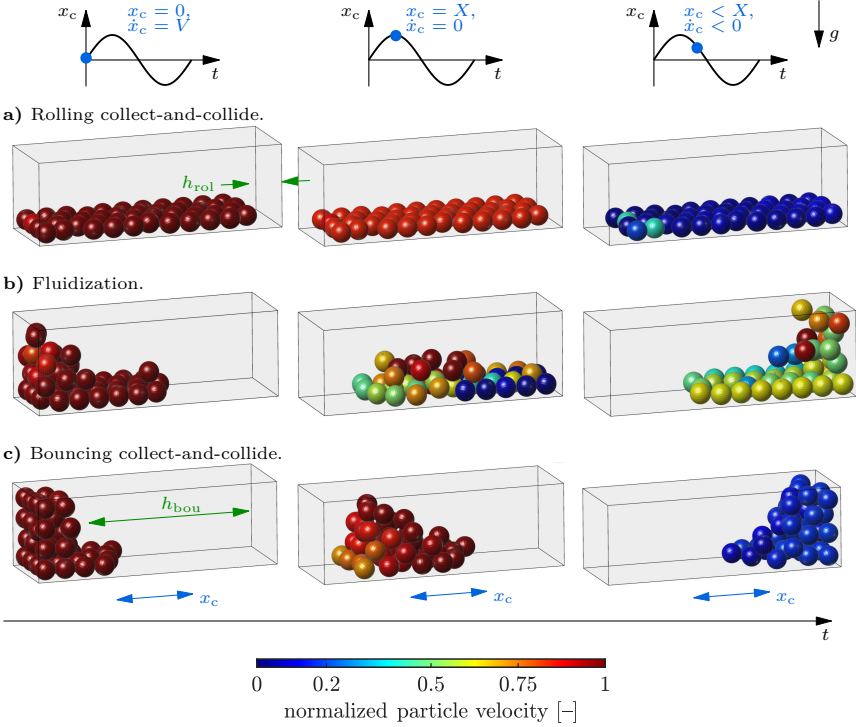 x_c x_c = 0, ẋ_c = V t
x_c x_c = X, ẋ_c = 0 t
x_c x_c < X, ẋ_c < 0 t
g
a) Rolling collect-and-collide.
h_rol
b) Fluidization.
c) Bouncing collect-and-collide.
h_bou
x_c x_c x_c
t
0 0.2 0.5 0.75 1
normalized particle velocity [–]